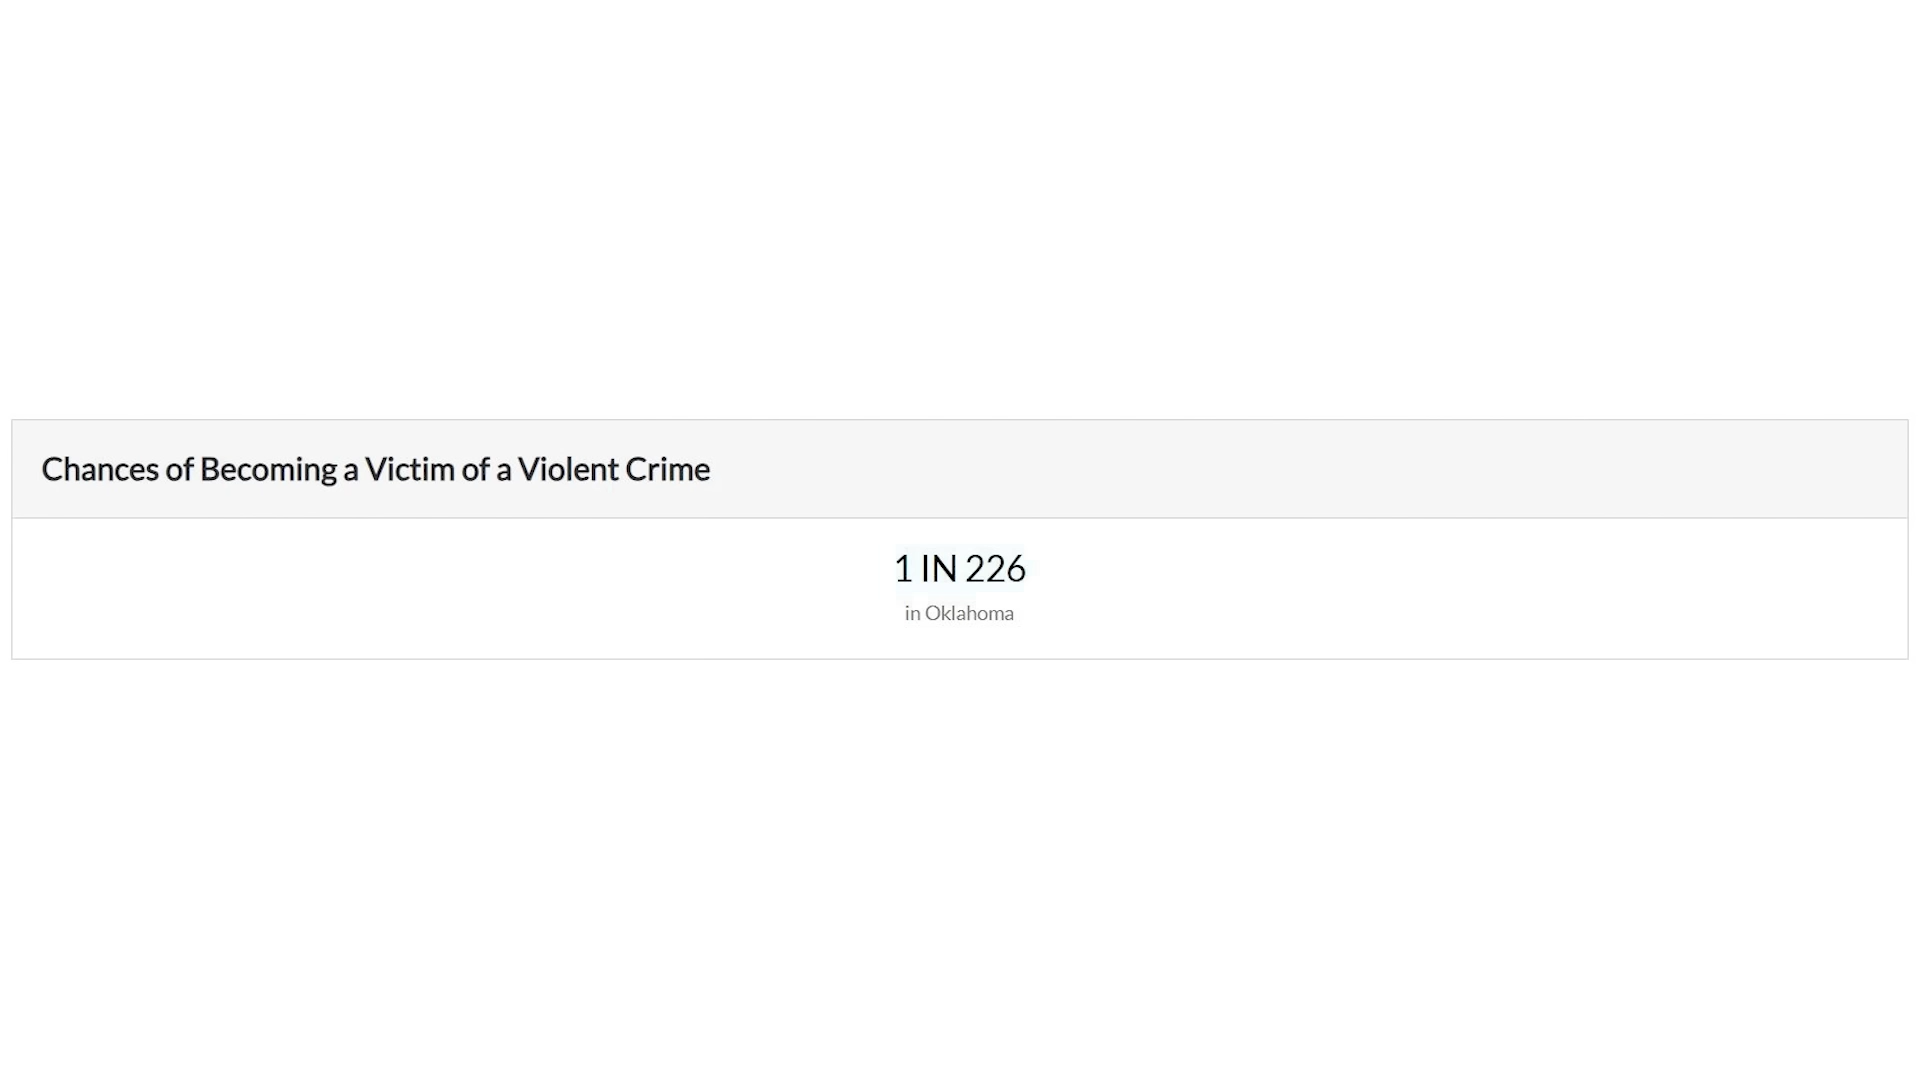 Chances of Becoming a Victim of a Violent Crime
1 IN 226
in Oklahoma